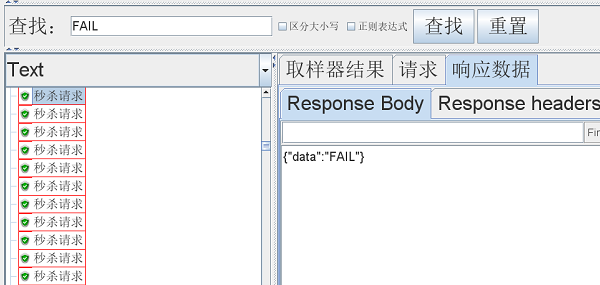 查找： FAIL 区分大小写 正则表达式 查找 重置
Text
取样器结果 请求 响应数据
Response Body Response headers
Fin
{"data":"FAIL"}
秒杀请求
秒杀请求
秒杀请求
秒杀请求
秒杀请求
秒杀请求
秒杀请求
秒杀请求
秒杀请求
秒杀请求
秒杀请求